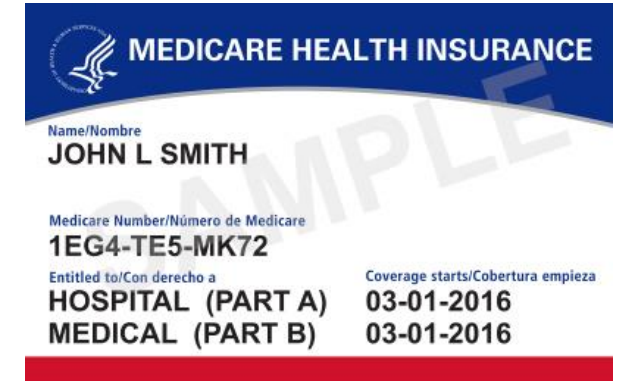 MEDICARE HEALTH INSURANCE
Name/Nombre
JOHN L SMITH
Medicare Number/Número de Medicare
1EG4-TE5-MK72
Entitled to/Con derecho a Coverage starts/Cobertura empieza
HOSPITAL (PART A) 03-01-2016
MEDICAL (PART B) 03-01-2016
SAMPLE